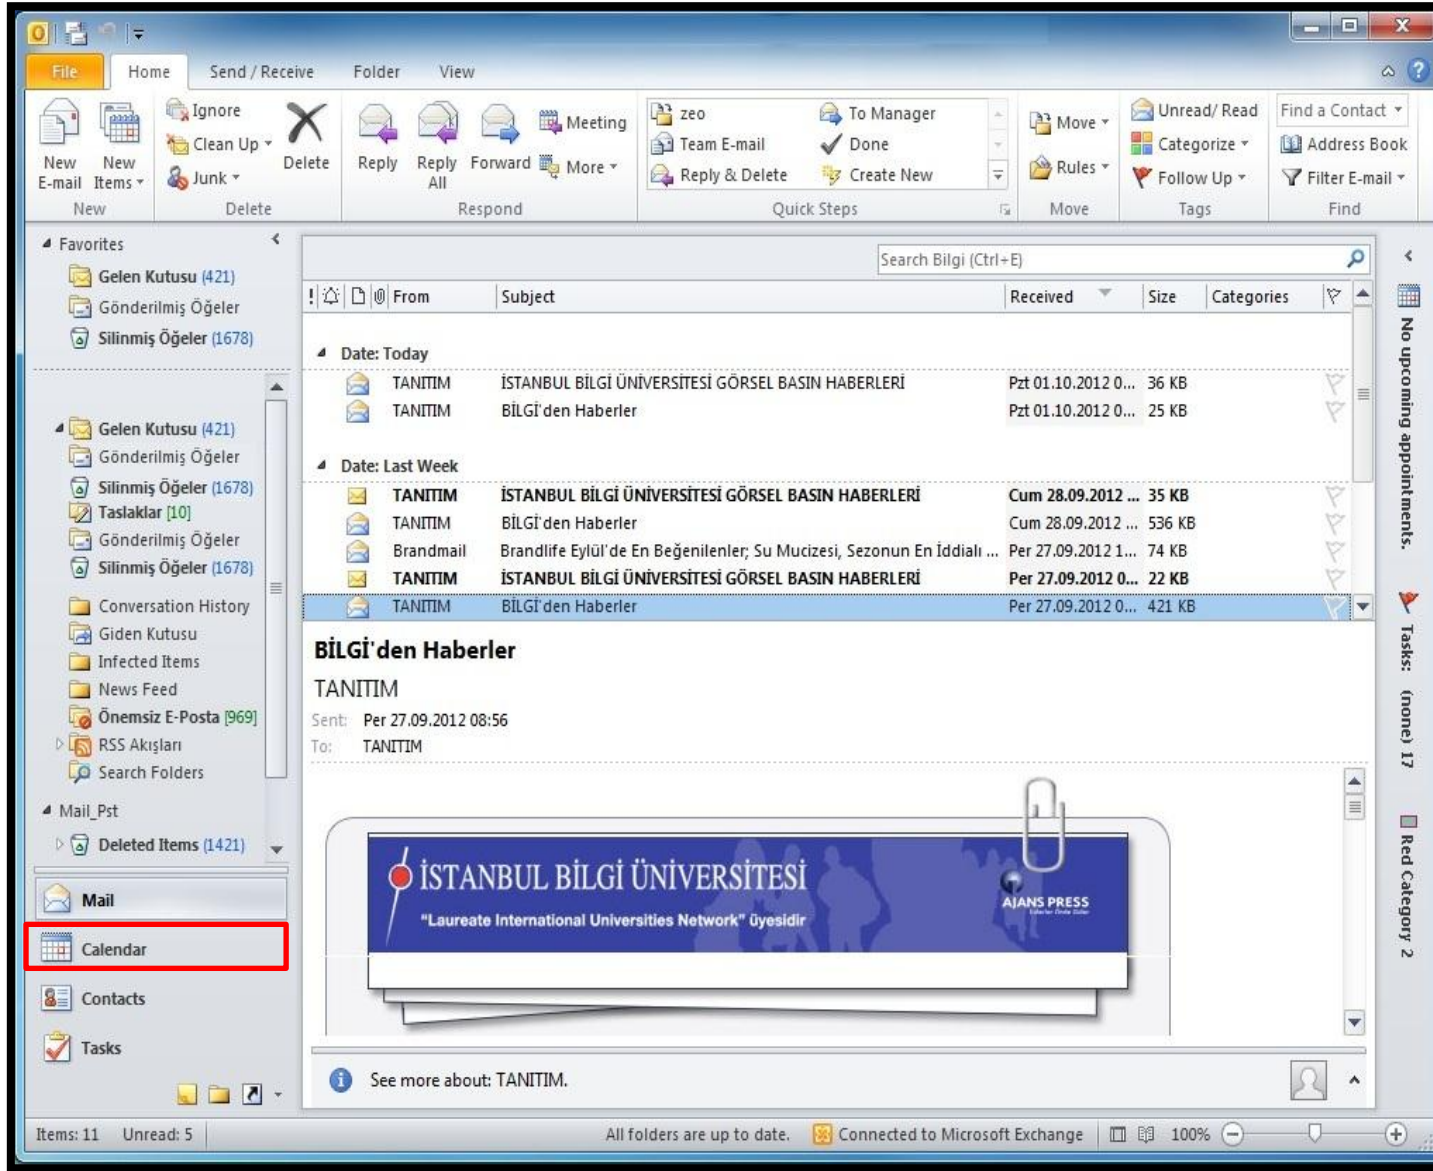 File Home Send / Receive Folder View
New E-mail
New Items
New
Ignore
Clean Up
Junk
Delete
Delete
Reply
Reply All
Forward
Meeting
More
Respond
zeo
Team E-mail
Reply & Delete
To Manager
Done
Create New
Quick Steps
Move
Rules
Move
Unread/ Read
Categorize
Follow Up
Tags
Find a Contact
Address Book
Filter E-mail
Find
Favorites
Gelen Kutusu (421)
Gönderilmiş Öğeler
Silinmiş Öğeler (1678)
Gelen Kutusu (421)
Gönderilmiş Öğeler
Silinmiş Öğeler (1678)
Taslaklar [10]
Gönderilmiş Öğeler
Silinmiş Öğeler (1678)
Conversation History
Giden Kutusu
Infected Items
News Feed
Önemsiz E-Posta [969]
RSS Akışları
Search Folders
Mail_Pst
Deleted Items (1421)
Mail
Calendar
Contacts
Tasks
Search Bilgi (Ctrl+E)
! From Subject Received Size Categories
Date: Today
TANITIM İSTANBUL BİLGİ ÜNİVERSİTESİ GÖRSEL BASIN HABERLERİ Pzt 01.10.2012 0... 36 KB
TANITIM BİLGİ'den Haberler Pzt 01.10.2012 0... 25 KB
Date: Last Week
TANITIM İSTANBUL BİLGİ ÜNİVERSİTESİ GÖRSEL BASIN HABERLERİ Cum 28.09.2012 ... 35 KB
TANITIM BİLGİ'den Haberler Cum 28.09.2012 ... 536 KB
Brandmail Brandlife Eylül'de En Beğenilenler; Su Mucizesi, Sezonun En İddialı ... Per 27.09.2012 1... 74 KB
TANITIM İSTANBUL BİLGİ ÜNİVERSİTESİ GÖRSEL BASIN HABERLERİ Per 27.09.2012 0... 22 KB
TANITIM BİLGİ'den Haberler Per 27.09.2012 0... 421 KB
BİLGİ'den Haberler
TANITIM
Sent: Per 27.09.2012 08:56
To: TANITIM
İSTANBUL BİLGİ ÜNİVERSİTESİ
"Laureate International Universities Network" üyesidir
AJANS PRESS
See more about: TANITIM.
No upcoming appointments.
Tasks: (none) 17
Red Category 2
Items: 11 Unread: 5 All folders are up to date. Connected to Microsoft Exchange 100%